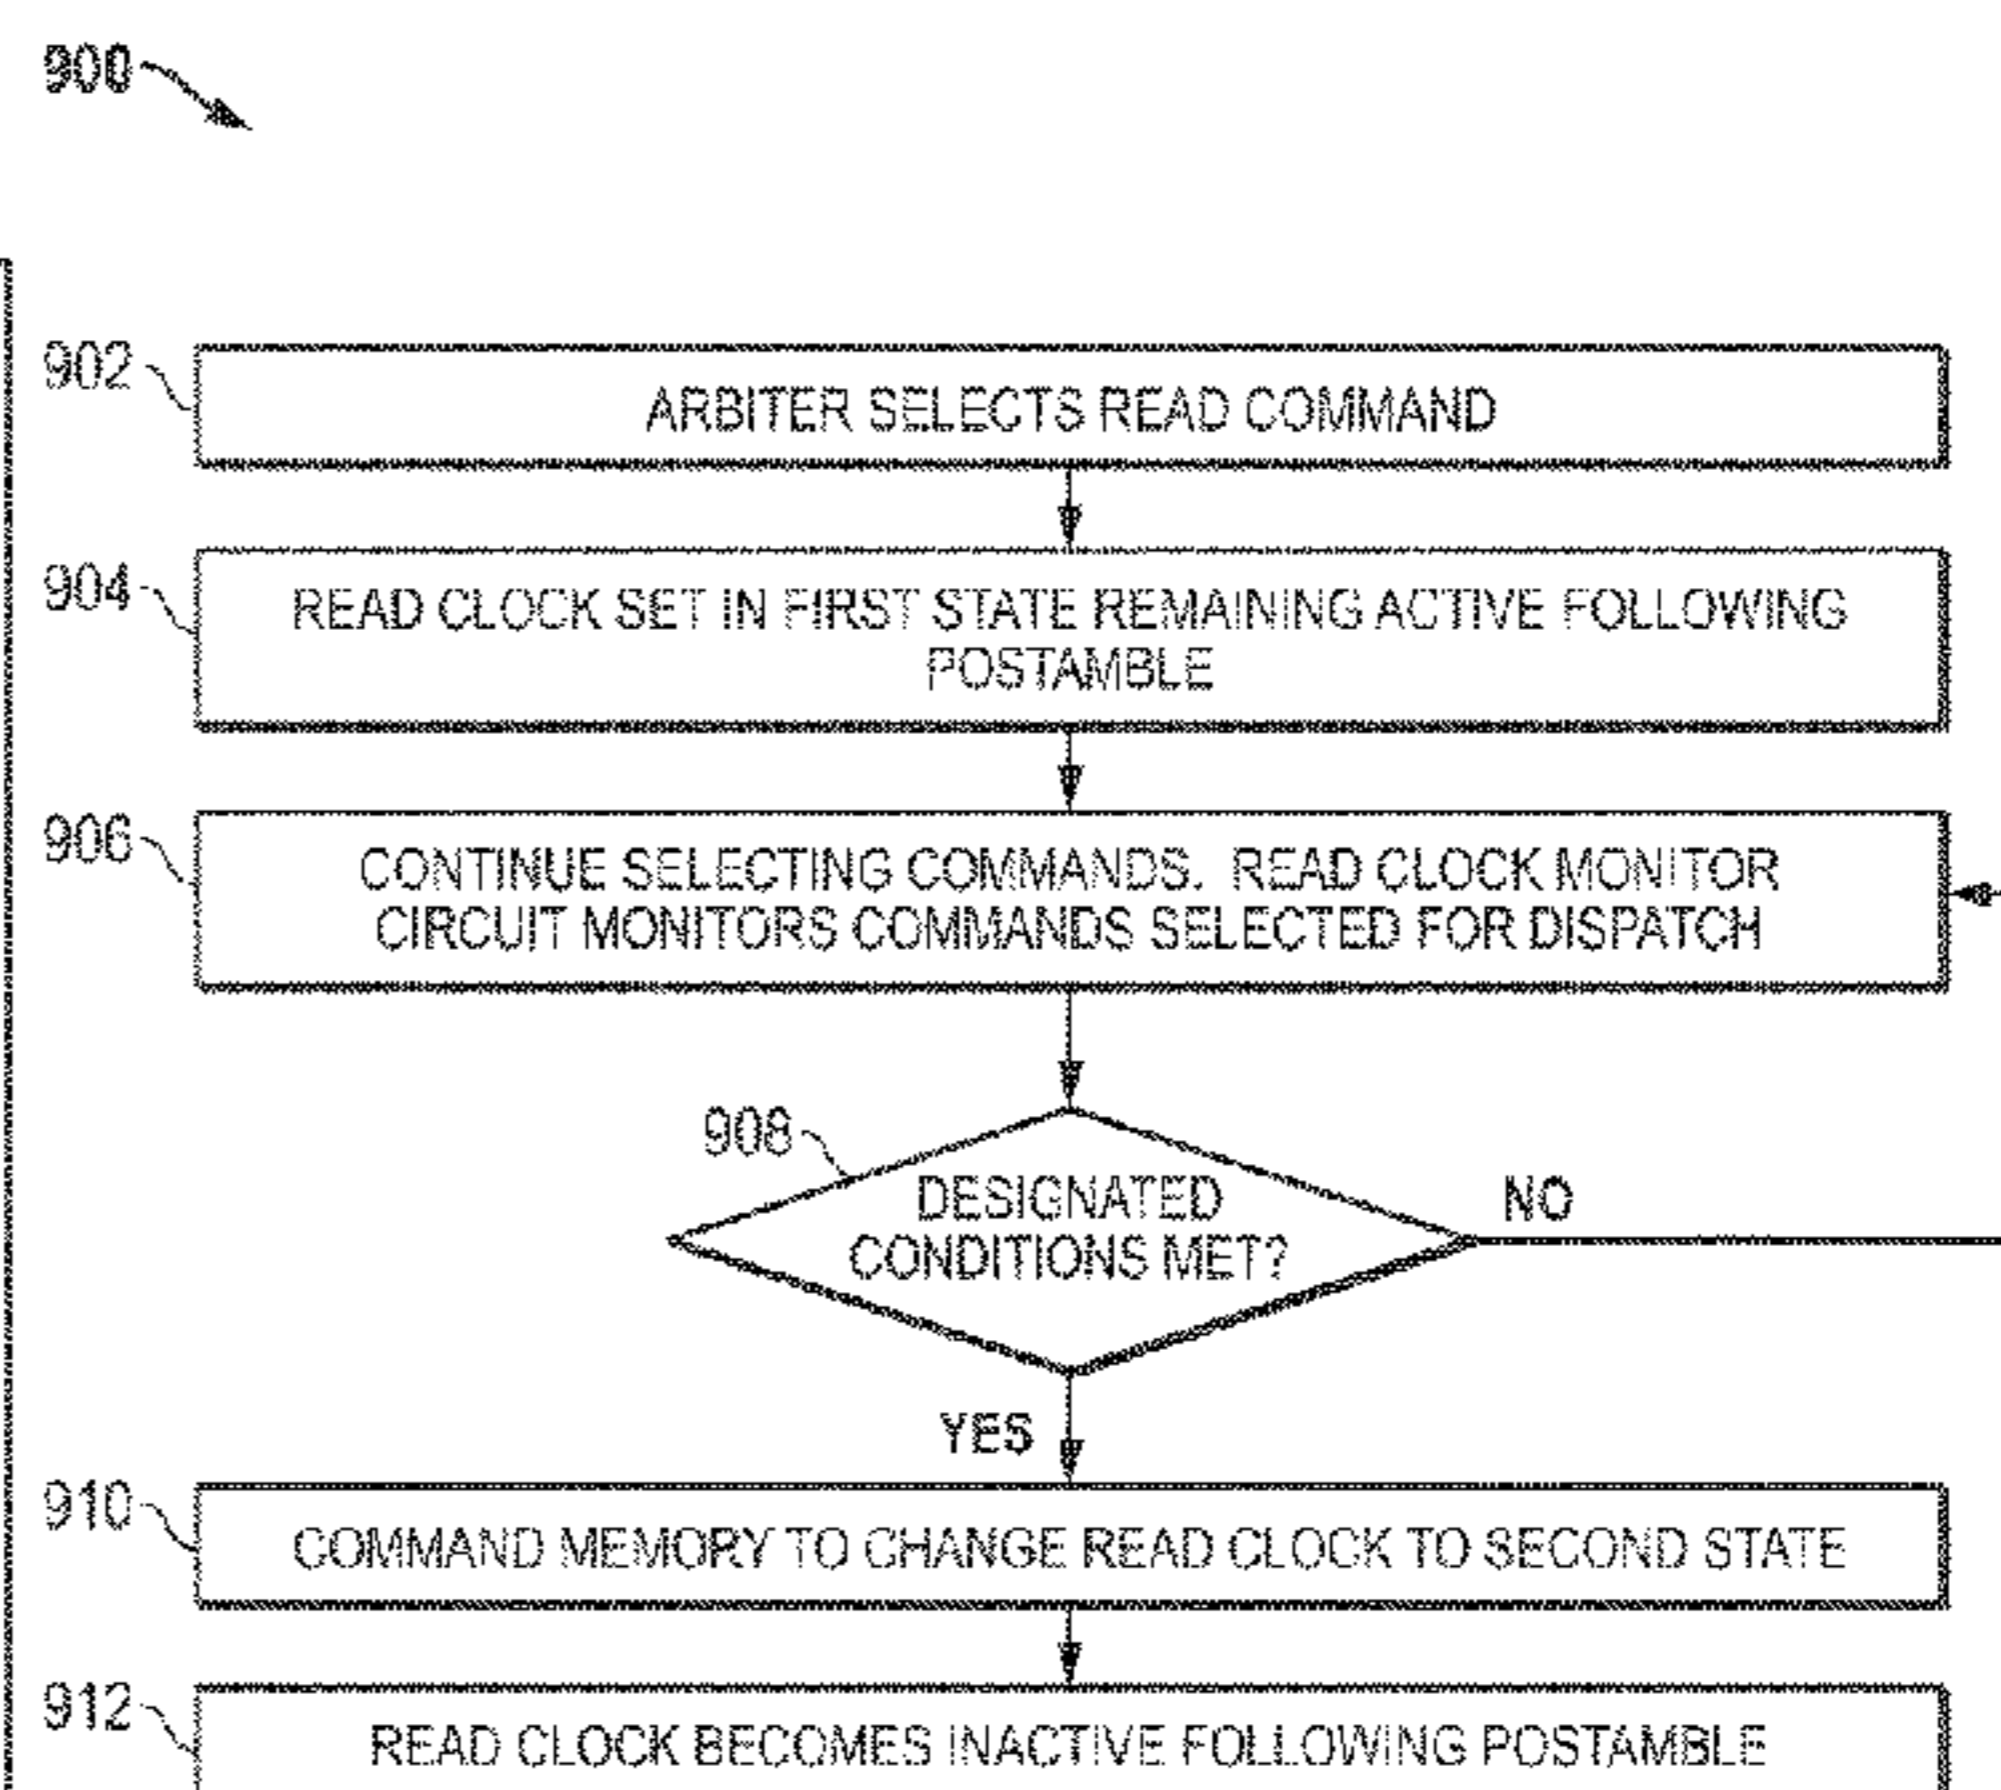 900
902
ARBITER SELECTS READ COMMAND
904
READ CLOCK SET IN FIRST STATE REMAINING ACTIVE FOLLOWING
POSTAMBLE
906
CONTINUE SELECTING COMMANDS. READ CLOCK MONITOR
CIRCUIT MONITORS COMMANDS SELECTED FOR DISPATCH
908
DESIGNATED
CONDITIONS MET?
NO
YES
910
COMMAND MEMORY TO CHANGE READ CLOCK TO SECOND STATE
912
READ CLOCK BECOMES INACTIVE FOLLOWING POSTAMBLE